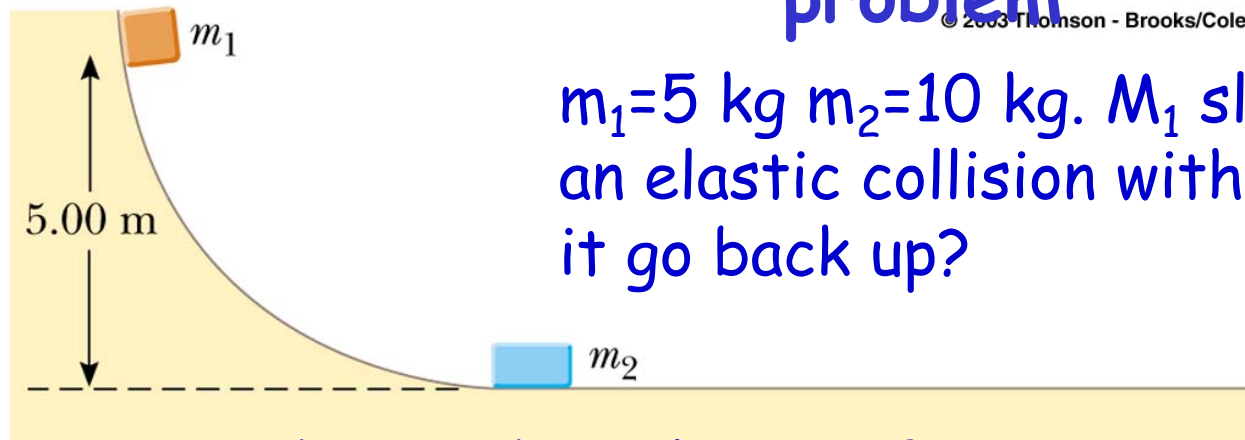 problem
© 2003 Thomson - Brooks/Cole
m₁
m₁=5 kg m₂=10 kg. M₁ sl
an elastic collision with
5.00 m
it go back up?
m₂